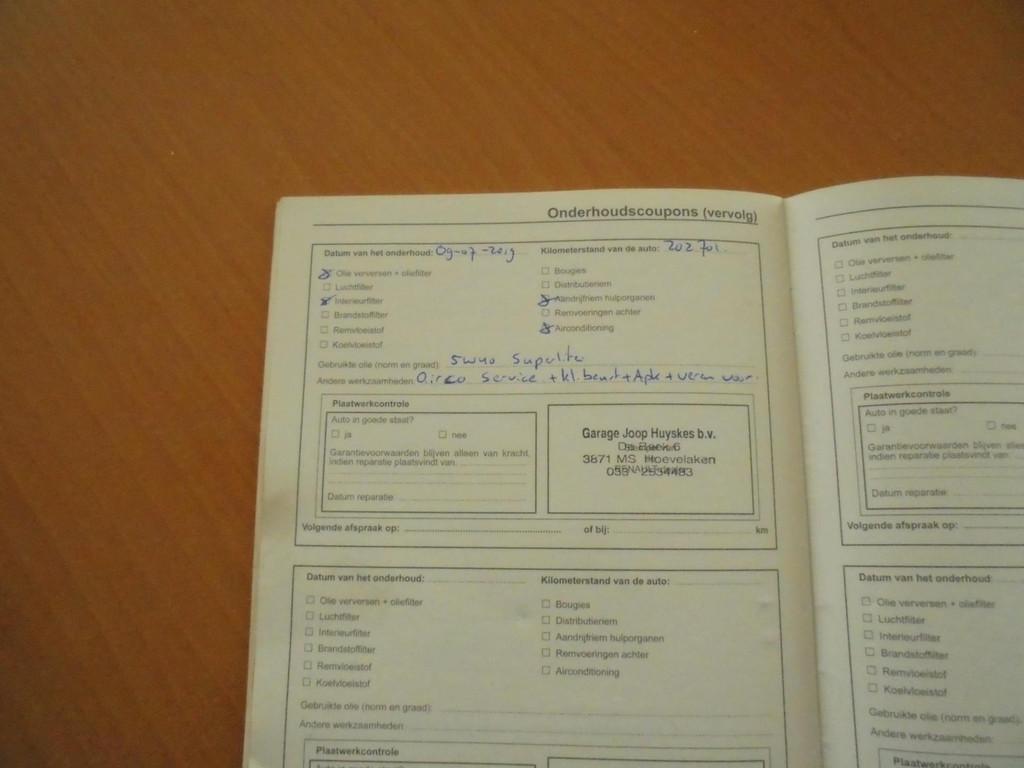 Onderhoudscoupons (vervolg)
Datum van het onderhoud: 09-07-2019 Kilometerstand van de auto: 202701
Olie verversen + oliefilter
Luchtfilter
Interieurfilter
Brandstoffilter
Remvloeistof
Koelvloeistof
Bougies
Distributieriem
Aandrijfriem hulporganen
Remvoeringen achter
Airconditioning
Gebruikte olie (norm en graad): 5W40
Andere werkzaamheden: Airco Service + kl. beurt + Apk + veren voor.
Plaatwerkcontrole
Auto in goede staat?
ja nee
Garantievoorwaarden blijven alleen van kracht,
indien reparatie plaatsvindt van:
Datum reparatie:
Garage Joop Huyskes b.v.
De Brink 6
3871 MS Hoevelaken
033 - 2534483
Volgende afspraak op: of bij: km
Datum van het onderhoud: Kilometerstand van de auto:
Olie verversen + oliefilter
Luchtfilter
Interieurfilter
Brandstoffilter
Remvloeistof
Koelvloeistof
Bougies
Distributieriem
Aandrijfriem hulporganen
Remvoeringen achter
Airconditioning
Gebruikte olie (norm en graad):
Andere werkzaamheden:
Plaatwerkcontrole
Datum van het onderhoud:
Olie verversen + oliefilter
Luchtfilter
Interieurfilter
Brandstoffilter
Remvloeistof
Koelvloeistof
Gebruikte olie (norm en graad):
Andere werkzaamheden:
Plaatwerkcontrole
Auto in goede staat?
ja nee
Garantievoorwaarden blijven
indien reparatie plaatsvindt van:
Datum reparatie:
Volgende afspraak op:
Datum van het onderhoud:
Olie verversen + oliefilter
Luchtfilter
Interieurfilter
Brandstoffilter
Remvloeistof
Koelvloeistof
Gebruikte olie (norm en graad):
Andere werkzaamheden:
Plaatwerkcontrole